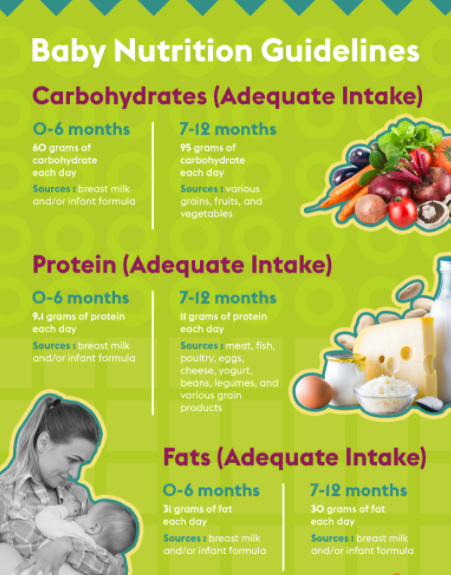 Baby Nutrition Guidelines
Carbohydrates (Adequate Intake)
0-6 months
60 grams of
carbohydrate
each day
Sources : breast milk
and/or infant formula
7-12 months
95 grams of
carbohydrate
each day
Sources : various
grains, fruits, and
vegetables
Protein (Adequate Intake)
0-6 months
9.1 grams of protein
each day
Sources : breast milk
and/or infant formula
7-12 months
11 grams of protein
each day
Sources : meat, fish,
poultry, eggs,
cheese, yogurt,
beans, legumes, and
various grain
products
Fats (Adequate Intake)
0-6 months
31 grams of fat
each day
Sources : breast milk
and/or infant formula
7-12 months
30 grams of fat
each day
Sources : breast milk
and/or infant formula